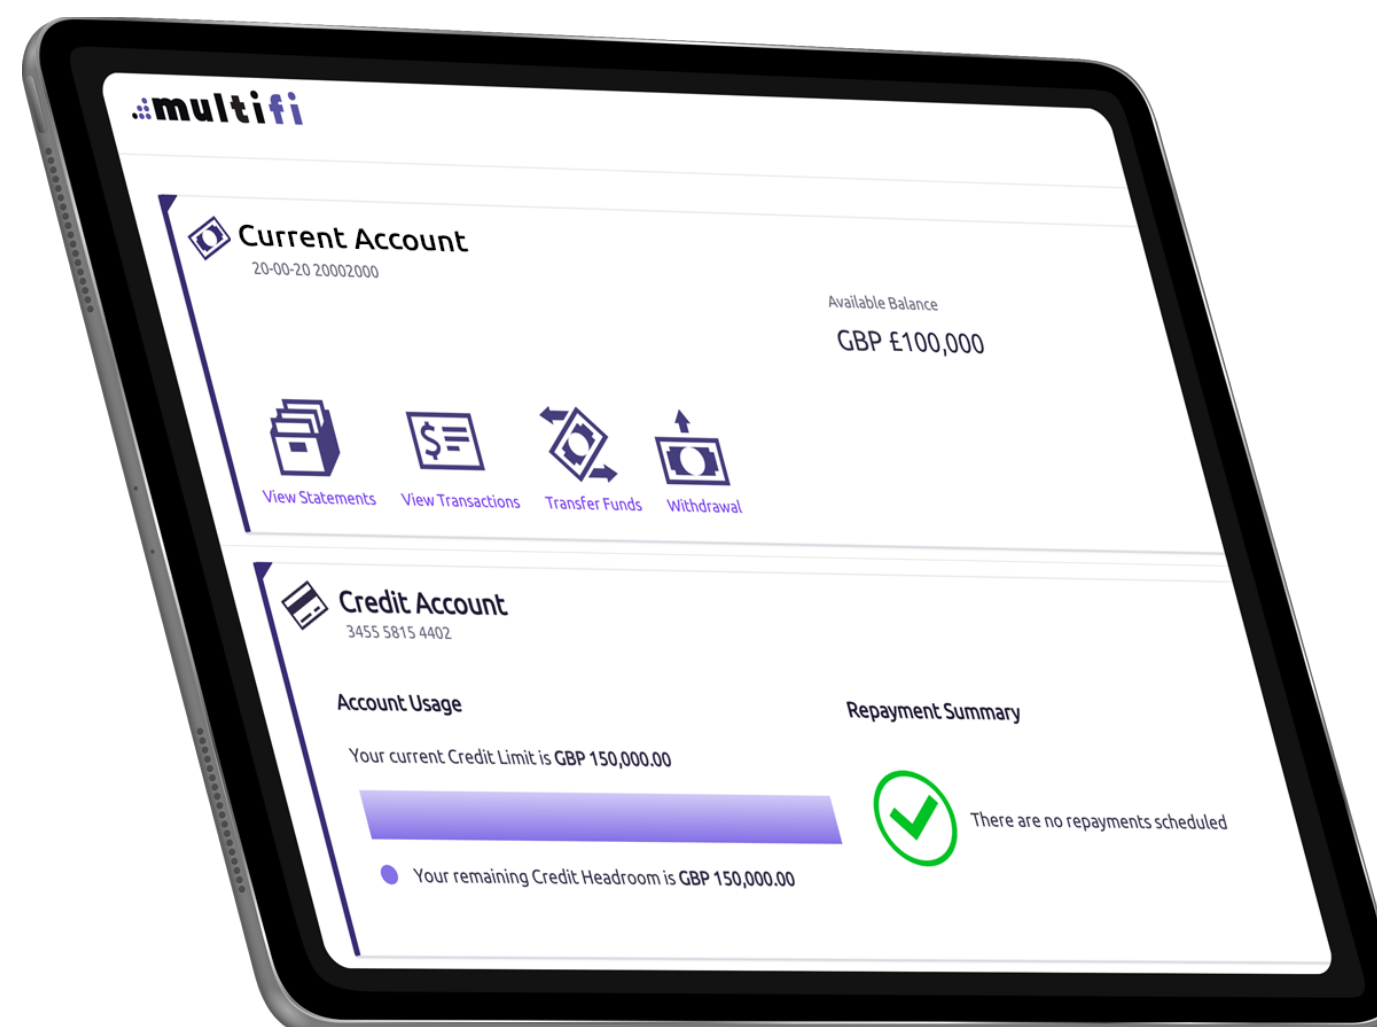 multifi
Current Account
20-00-20 20002000
Available Balance
GBP £100,000
View Statements
View Transactions
Transfer Funds
Withdrawal
Credit Account
3455 5815 4402
Account Usage
Your current Credit Limit is GBP 150,000.00
Your remaining Credit Headroom is GBP 150,000.00
Repayment Summary
There are no repayments scheduled